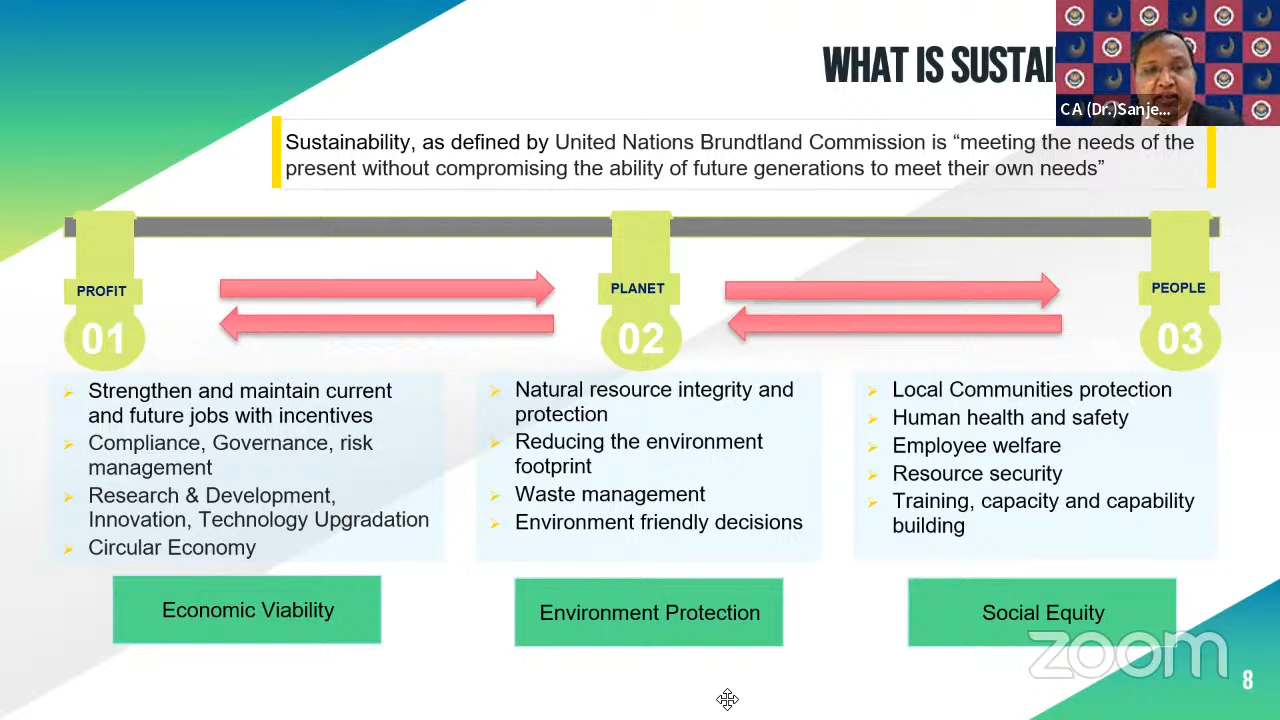 WHAT IS SUSTAI
C A (Dr.)Sanje...
Sustainability, as defined by United Nations Brundtland Commission is “meeting the needs of the
present without compromising the ability of future generations to meet their own needs”
PROFIT
01
PLANET
02
PEOPLE
03
Strengthen and maintain current
and future jobs with incentives
Compliance, Governance, risk
management
Research & Development,
Innovation, Technology Upgradation
Circular Economy
Economic Viability
Natural resource integrity and
protection
Reducing the environment
footprint
Waste management
Environment friendly decisions
Environment Protection
Local Communities protection
Human health and safety
Employee welfare
Resource security
Training, capacity and capability
building
Social Equity
zoom
8